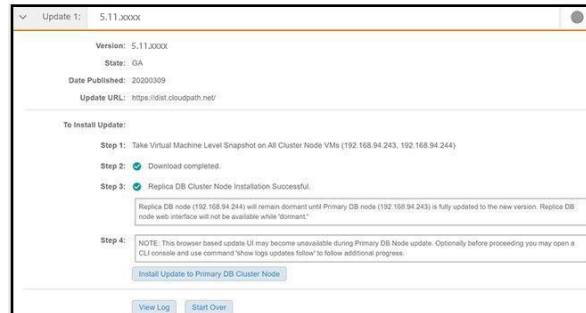 Update 1: 5.11.xxxx
Version: 5.11.xxxx
State: GA
Date Published: 20200309
Update URL: https://dist.cloudpath.net/
To Install Update:
Step 1: Take Virtual Machine Level Snapshot on All Cluster Node VMs (192.168.94.243, 192.168.94.244)
Step 2: Download completed.
Step 3: Replica DB Cluster Node Installation Successful.
Replica DB node (192.168.94.244) will remain dormant until Primary DB node (192.168.94.243) is fully updated to the new version. Replica DB
node web interface will not be available while 'dormant."
Step 4: NOTE: This browser based update UI may become unavailable during Primary DB Node update. Optionally before proceeding you may open a
CLI console and use command 'show logs updates follow' to follow additional progress.
Install Update to Primary DB Cluster Node
View Log Start Over